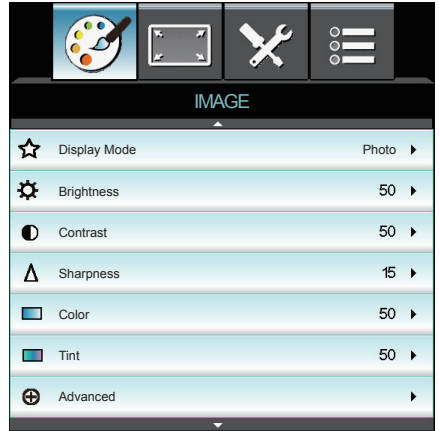 IMAGE
Display Mode Photo
Brightness 50
Contrast 50
Sharpness 15
Color 50
Tint 50
Advanced